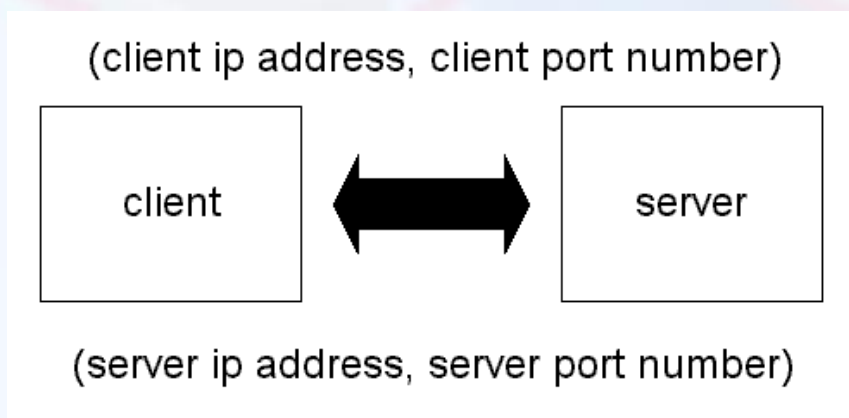 (client ip address, client port number)
client
server
(server ip address, server port number)